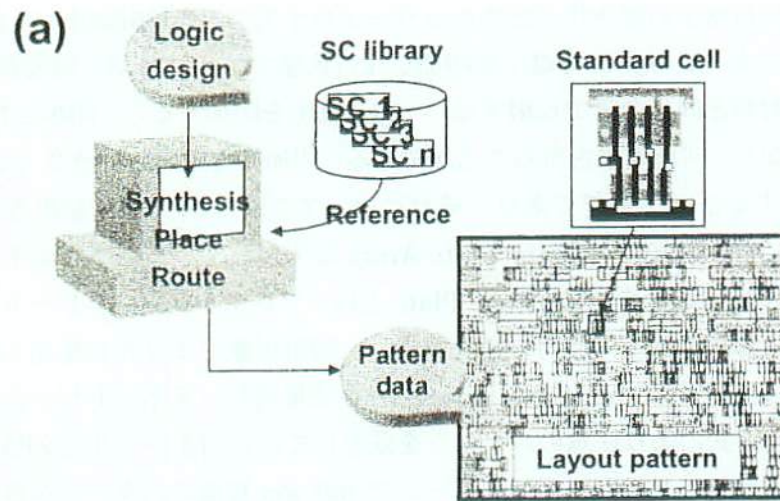 (a)
Logic
design
SC library
SC 1
SC 2
SC 3
SC n
Standard cell
Synthesis
Place
Route
Reference
Pattern
data
Layout pattern